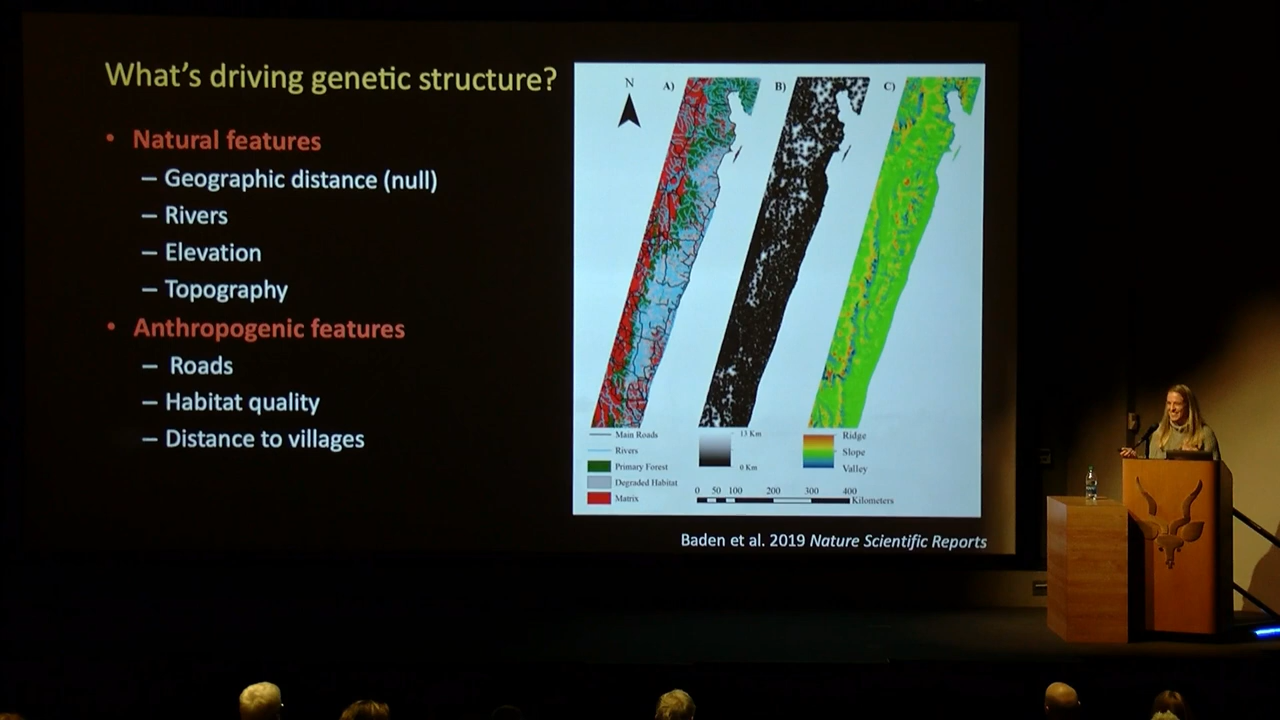 What's driving genetic structure?
• Natural features
– Geographic distance (null)
– Rivers
– Elevation
– Topography
• Anthropogenic features
– Roads
– Habitat quality
– Distance to villages
N
A)
B)
C)
Main Roads
Rivers
Primary Forest
Degraded Habitat
Matrix
13 Km
0 Km
Ridge
Slope
Valley
0 50 100 200 300 400
Kilometers
Baden et al. 2019 Nature Scientific Reports